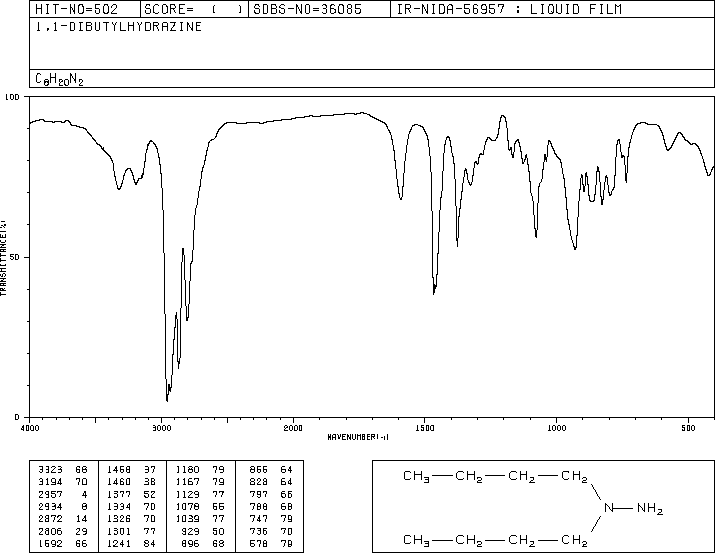 HIT-NO=502 SCORE= ( ) SDBS-NO=36085 IR-NIDA-56957 : LIQUID FILM
1,1-DIBUTYLHYDRAZINE
C8H20N2
100
50
0
TRANSMITTANCE(%)
4000 3000 2000 1500 1000 500
WAVENUMBER(-1)
3323 68 1468 37 1180 79 866 64
3194 70 1460 38 1167 79 828 64
2957 4 1377 52 1129 77 797 66
2934 8 1334 70 1078 55 788 68
2872 14 1326 70 1039 77 747 79
2806 29 1301 77 929 50 736 70
1592 66 1241 84 896 68 578 79
CH3 CH2 CH2 CH2
N NH2
CH3 CH2 CH2 CH2